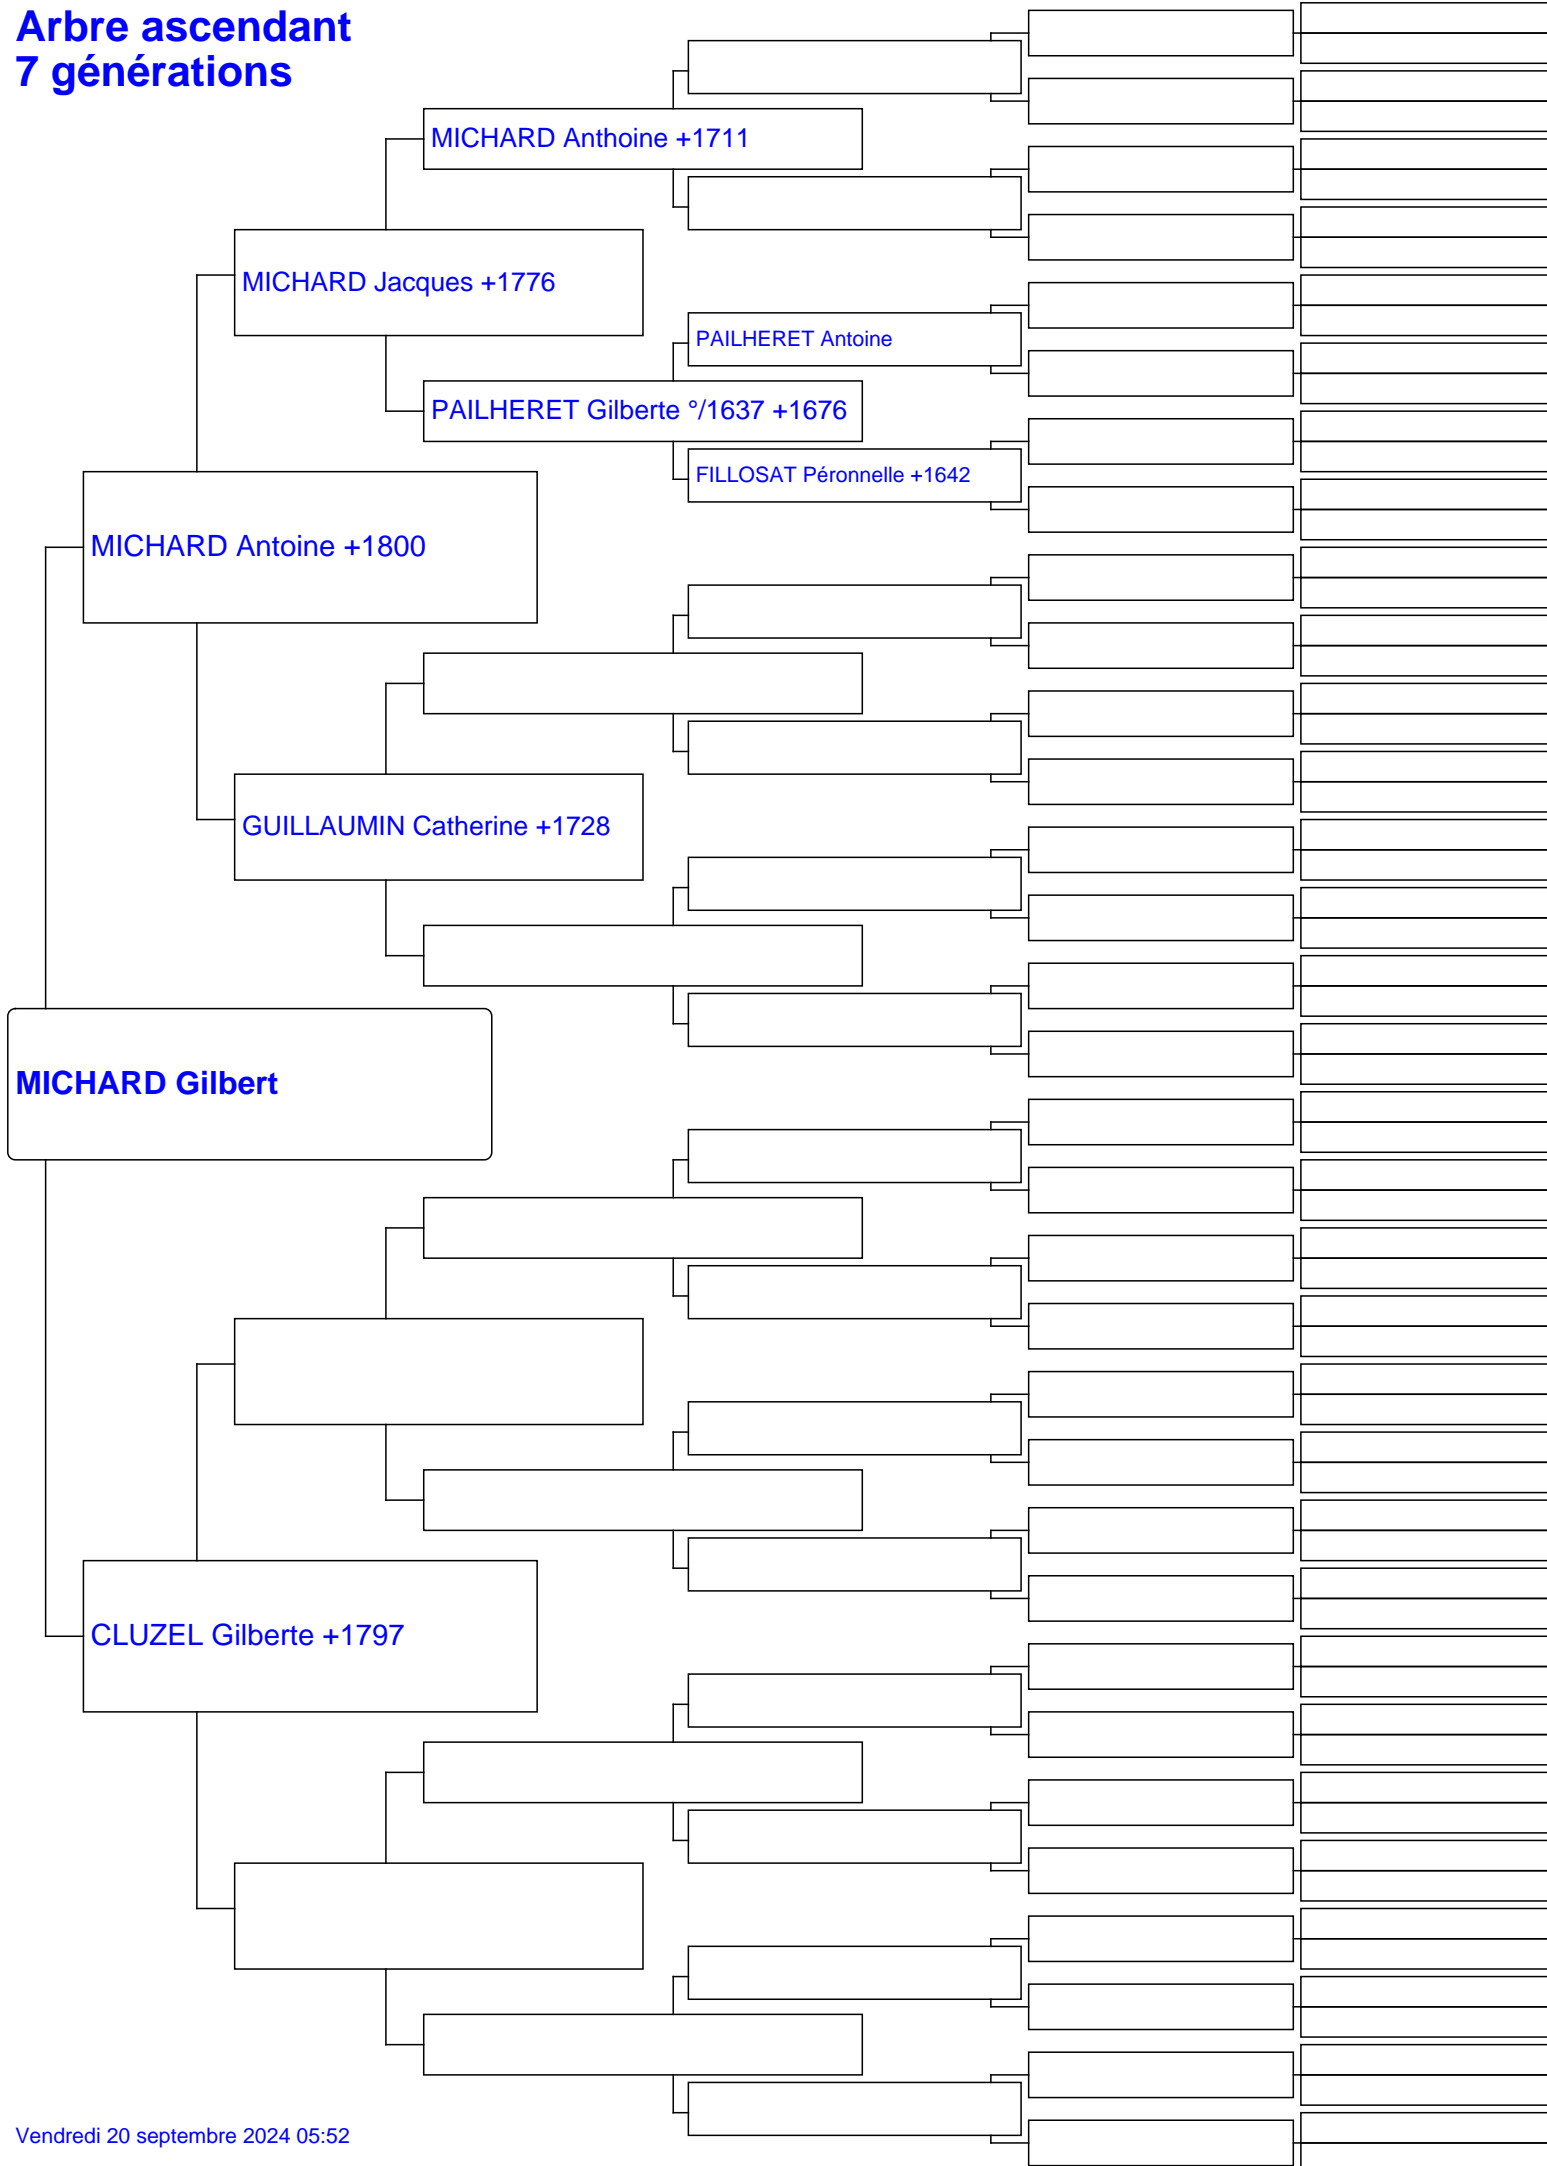 Arbre ascendant
7 générations
MICHARD Anthoine +1711
MICHARD Jacques +1776
PAILHERET Antoine
PAILHERET Gilberte °/1637 +1676
FILLOSAT Péronnelle +1642
MICHARD Antoine +1800
GUILLAUMIN Catherine +1728
MICHARD Gilbert
CLUZEL Gilberte +1797
Vendredi 20 septembre 2024 05:52